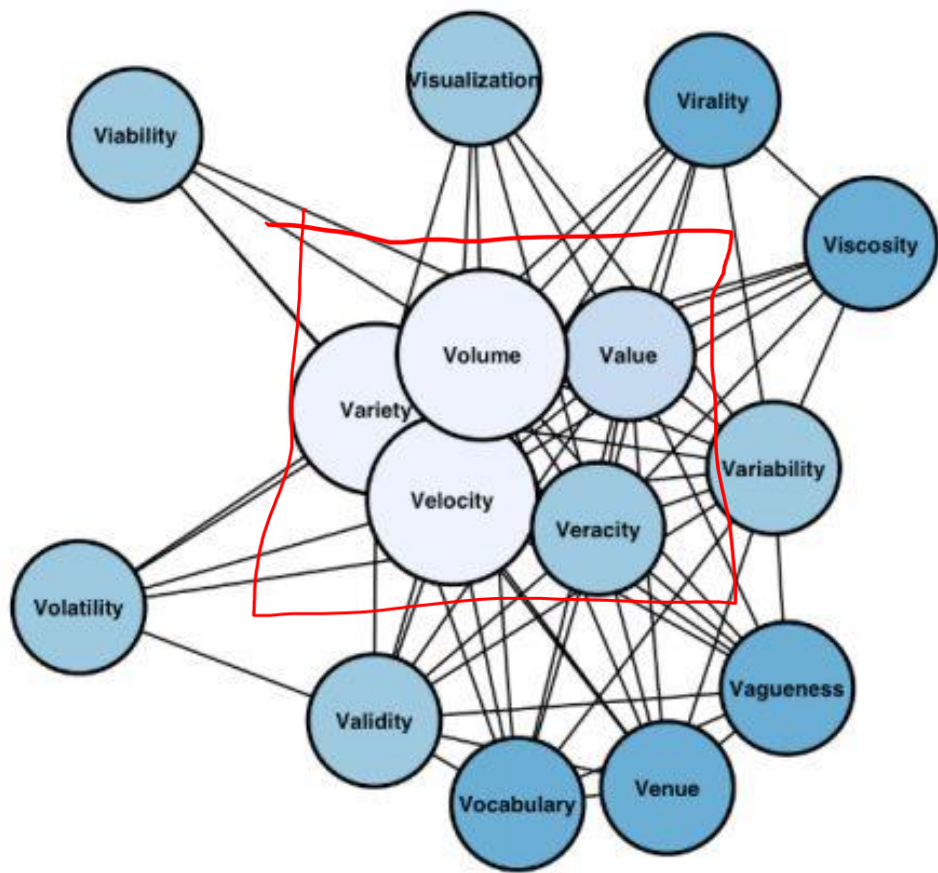 Visualization
Virality
Viability
Viscosity
Volume
Value
Variety
Variability
Velocity
Veracity
Volatility
Vagueness
Validity
Venue
Vocabulary